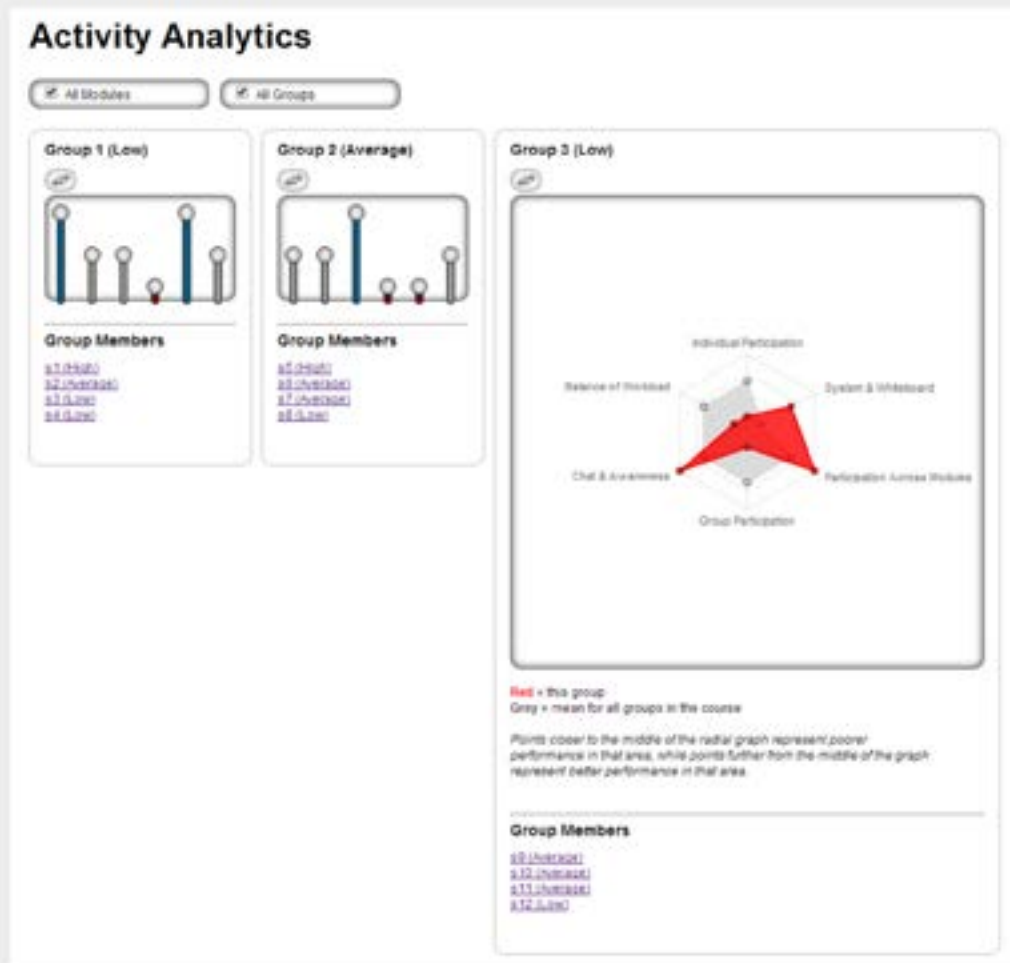 Activity Analytics
All Modules
All Groups
Group 1 (Low)
Group Members
s1 (High)
s2 (Average)
s3 (Low)
s4 (Low)
Group 2 (Average)
Group Members
s5 (High)
s6 (Average)
s7 (Average)
s8 (Low)
Group 3 (Low)
Individual Participation
Balance of Workload
System & Whiteboard
Chat & Awareness
Participation Across Modules
Group Participation
Red = this group
Grey = mean for all groups in the course
Points closer to the middle of the radial graph represent poorer
performance in that area, while points further from the middle of the graph
represent better performance in that area.
Group Members
s9 (Average)
s10 (Average)
s11 (Average)
s12 (Low)